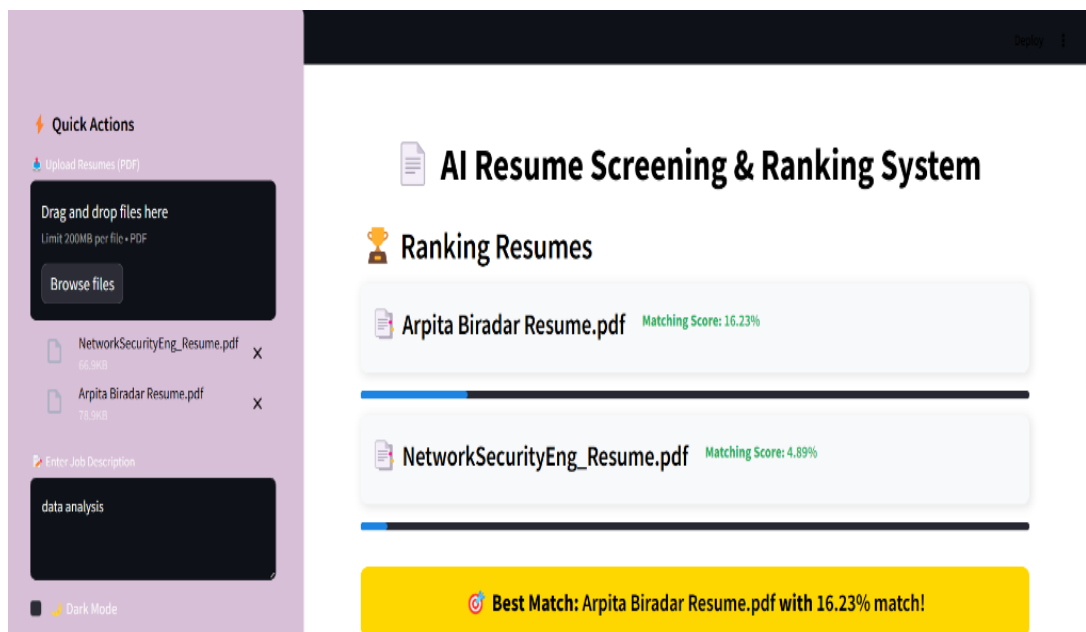 Deploy
Quick Actions
Upload Resumes (PDF)
Drag and drop files here
Limit 200MB per file • PDF
Browse files
NetworkSecurityEng_Resume.pdf
66.9KB
Arpita Biradar Resume.pdf
78.9KB
Enter Job Description
data analysis
Dark Mode
AI Resume Screening & Ranking System
Ranking Resumes
Arpita Biradar Resume.pdf Matching Score: 16.23%
NetworkSecurityEng_Resume.pdf Matching Score: 4.89%
Best Match: Arpita Biradar Resume.pdf with 16.23% match!